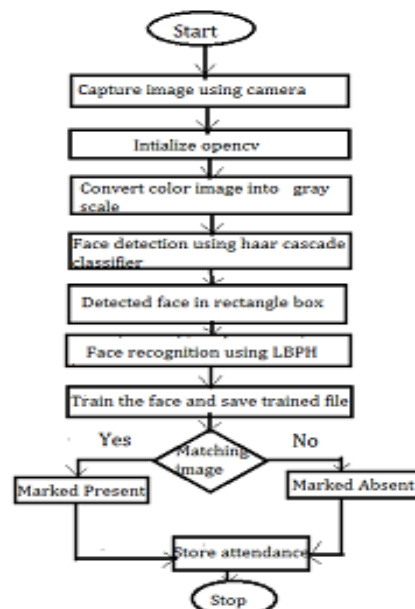 Start
Capture image using camera
Intialize opencv
Convert color image into gray
scale
Face detection using haar cascade
classifier
Detected face in rectangle box
Face recognition using LBPH
Train the face and save trained file
Yes
No
Matching
image
Marked Present
Marked Absent
Store attendance
Stop